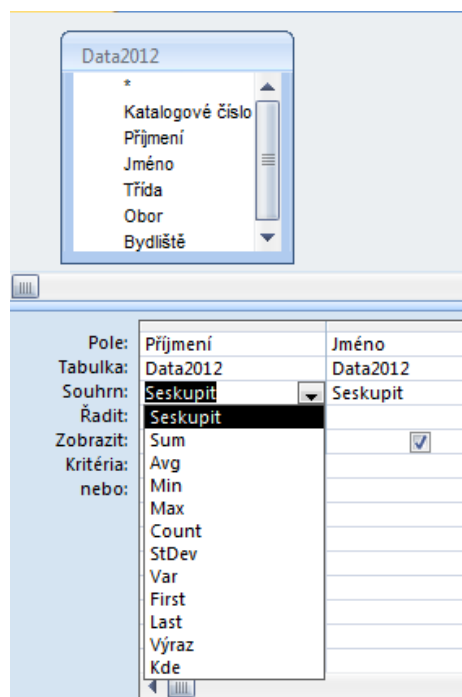 Data2012
*
Katalogové číslo
Příjmení
Jméno
Třída
Obor
Bydliště
Pole: Příjmení Jméno
Tabulka: Data2012 Data2012
Souhrn: Seskupit Seskupit
Řadit: Seskupit
Zobrazit: Sum
Kritéria: Avg
nebo: Min
Max
Count
StDev
Var
First
Last
Výraz
Kde